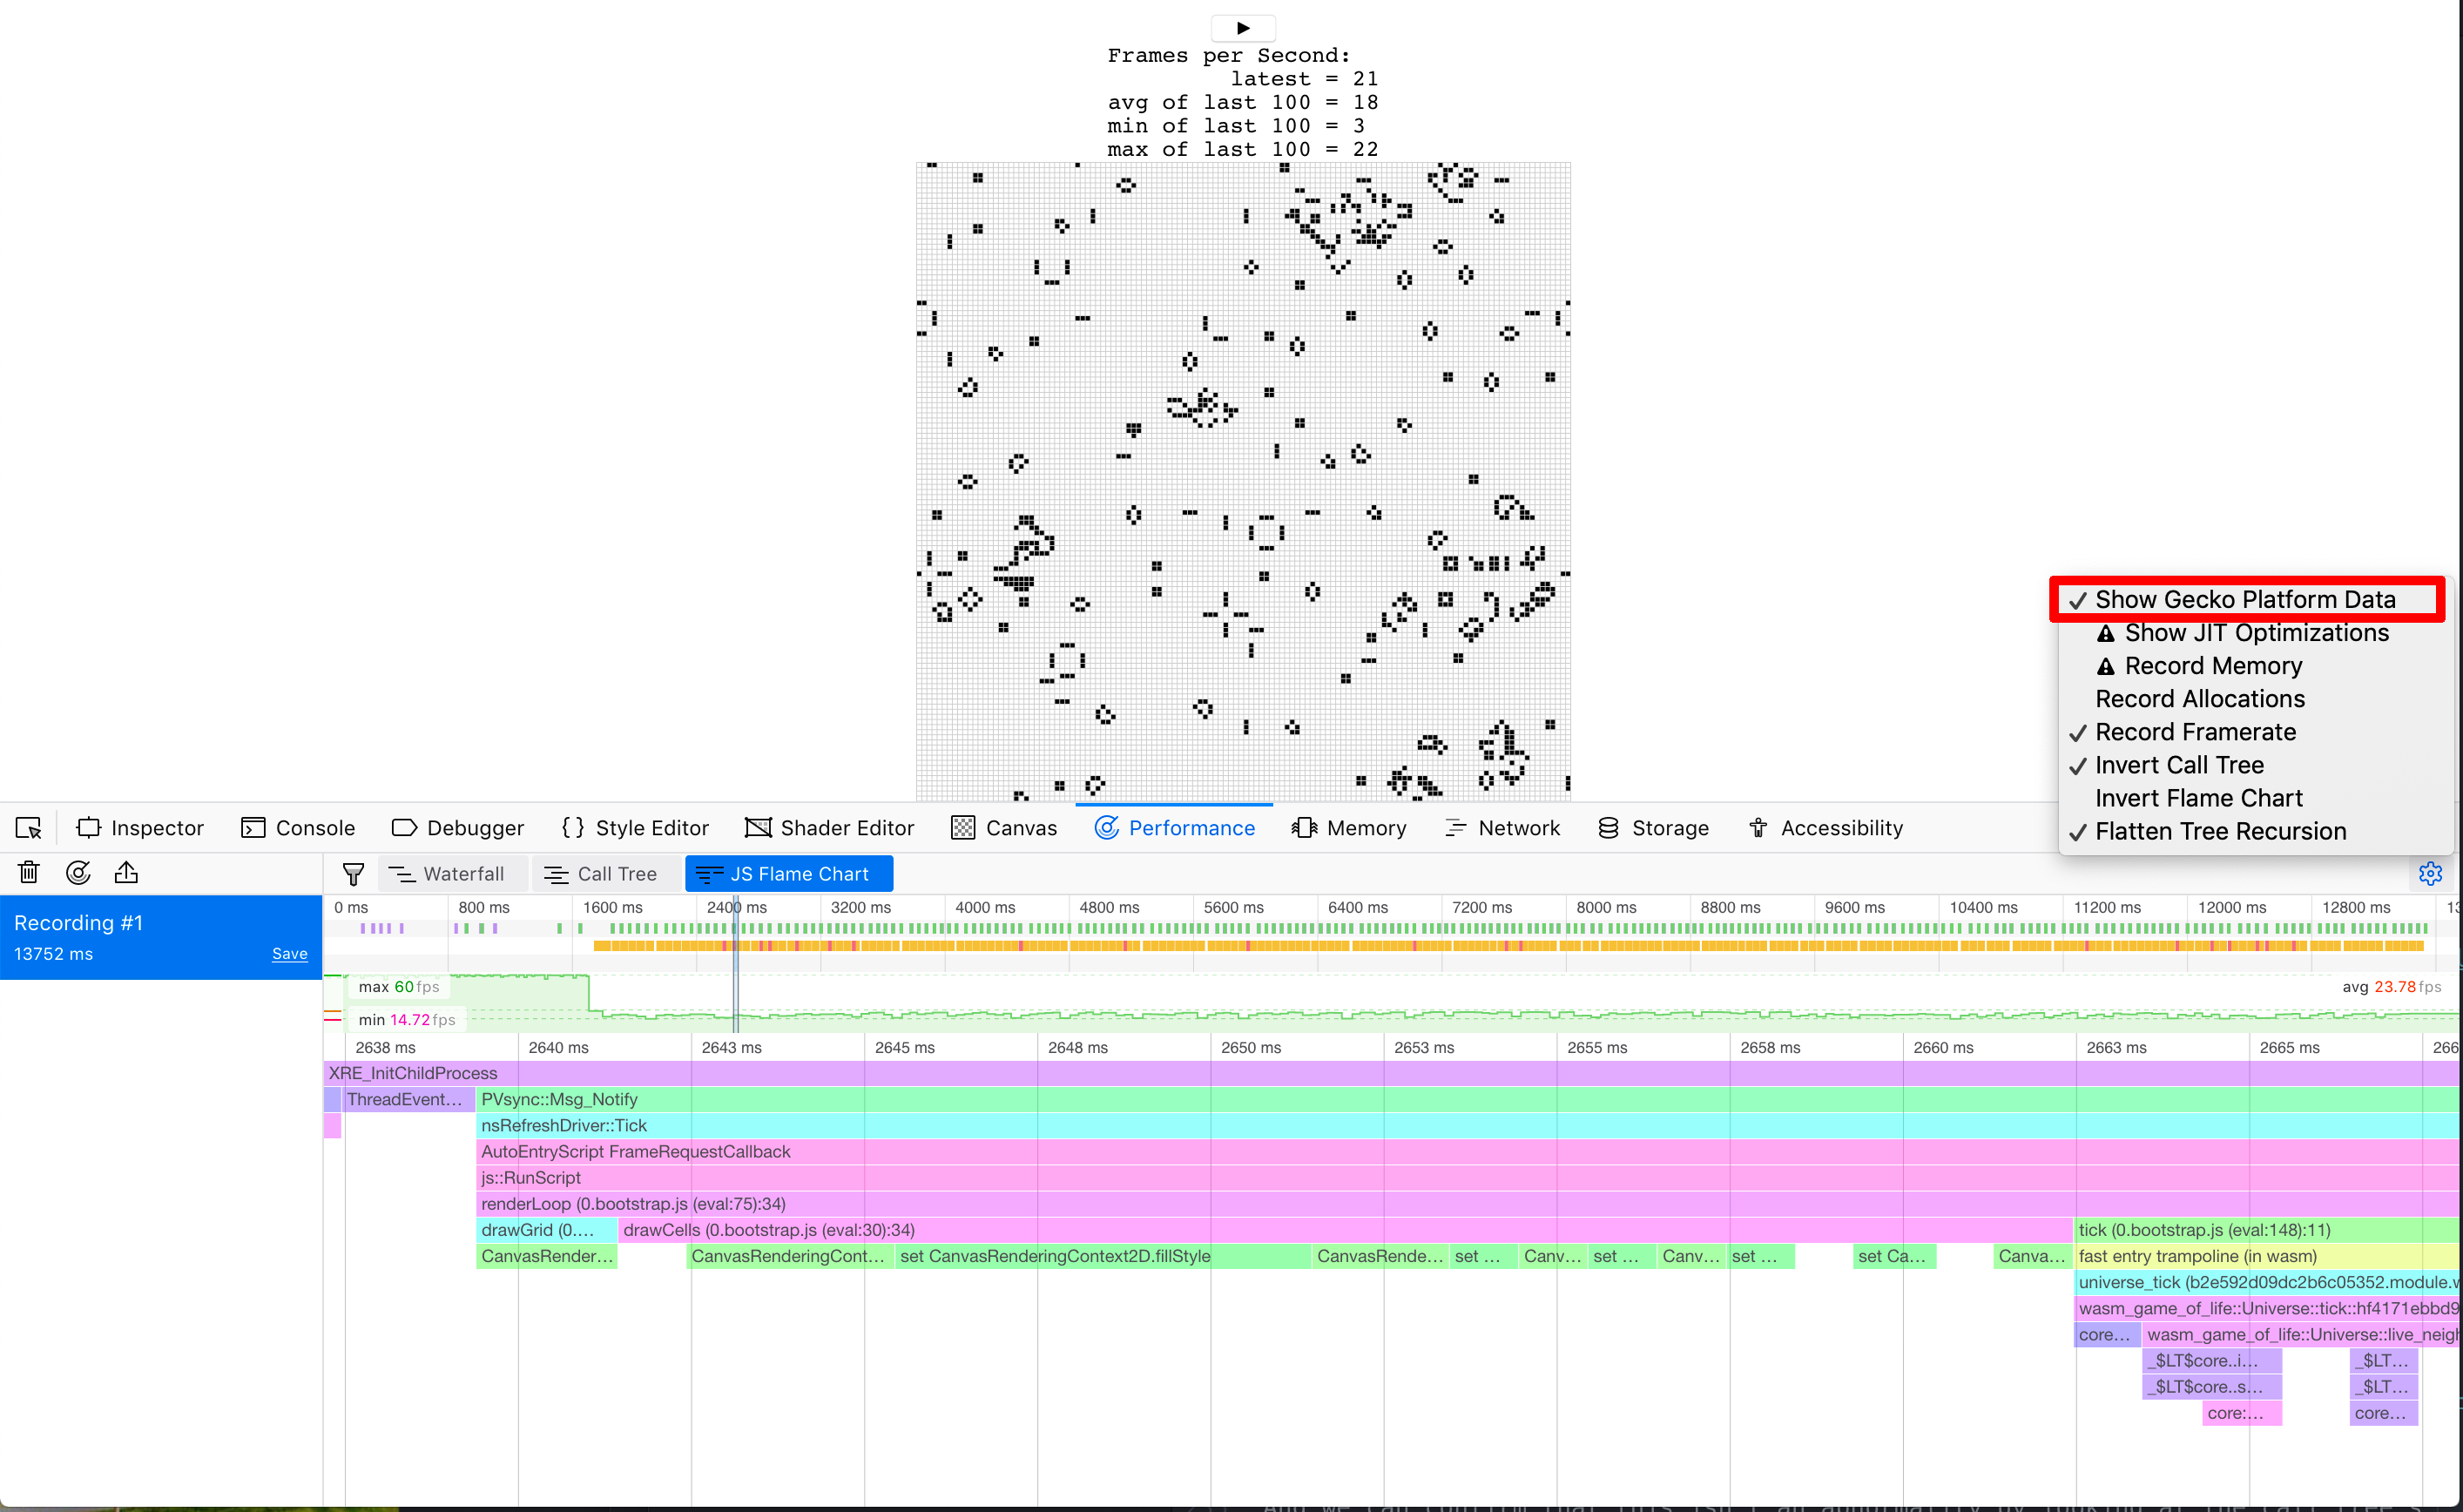 ▶
Frames per Second:
latest = 21
avg of last 100 = 18
min of last 100 = 3
max of last 100 = 22
✓ Show Gecko Platform Data
Show JIT Optimizations
Record Memory
Record Allocations
✓ Record Framerate
✓ Invert Call Tree
Invert Flame Chart
✓ Flatten Tree Recursion
Inspector Console Debugger {} Style Editor Shader Editor Canvas Performance Memory Network Storage Accessibility
Waterfall Call Tree JS Flame Chart
Recording #1
13752 ms Save
0 ms 800 ms 1600 ms 2400 ms 3200 ms 4000 ms 4800 ms 5600 ms 6400 ms 7200 ms 8000 ms 8800 ms 9600 ms 10400 ms 11200 ms 12000 ms 12800 ms 13
max 60 fps avg 23.78 fps
min 14.72 fps
2638 ms 2640 ms 2643 ms 2645 ms 2648 ms 2650 ms 2653 ms 2655 ms 2658 ms 2660 ms 2663 ms 2665 ms 266
XRE_InitChildProcess
ThreadEvent... PVsync::Msg_Notify
nsRefreshDriver::Tick
AutoEntryScript FrameRequestCallback
js::RunScript
renderLoop (0.bootstrap.js (eval:75):34)
drawGrid (0.... drawCells (0.bootstrap.js (eval:30):34) tick (0.bootstrap.js (eval:148):11)
CanvasRender... CanvasRenderingCont... set CanvasRenderingContext2D.fillStyle CanvasRende... set ... Canv... set ... Canv... set ... set Ca... Canva... fast entry trampoline (in wasm)
universe_tick (b2e592d09dc2b6c05352.module.w
wasm_game_of_life::Universe::tick::hf4171ebbd9
core... wasm_game_of_life::Universe::live_neigh
_$LT$core..i... _$LT...
_$LT$core..s... _$LT...
core:... core...